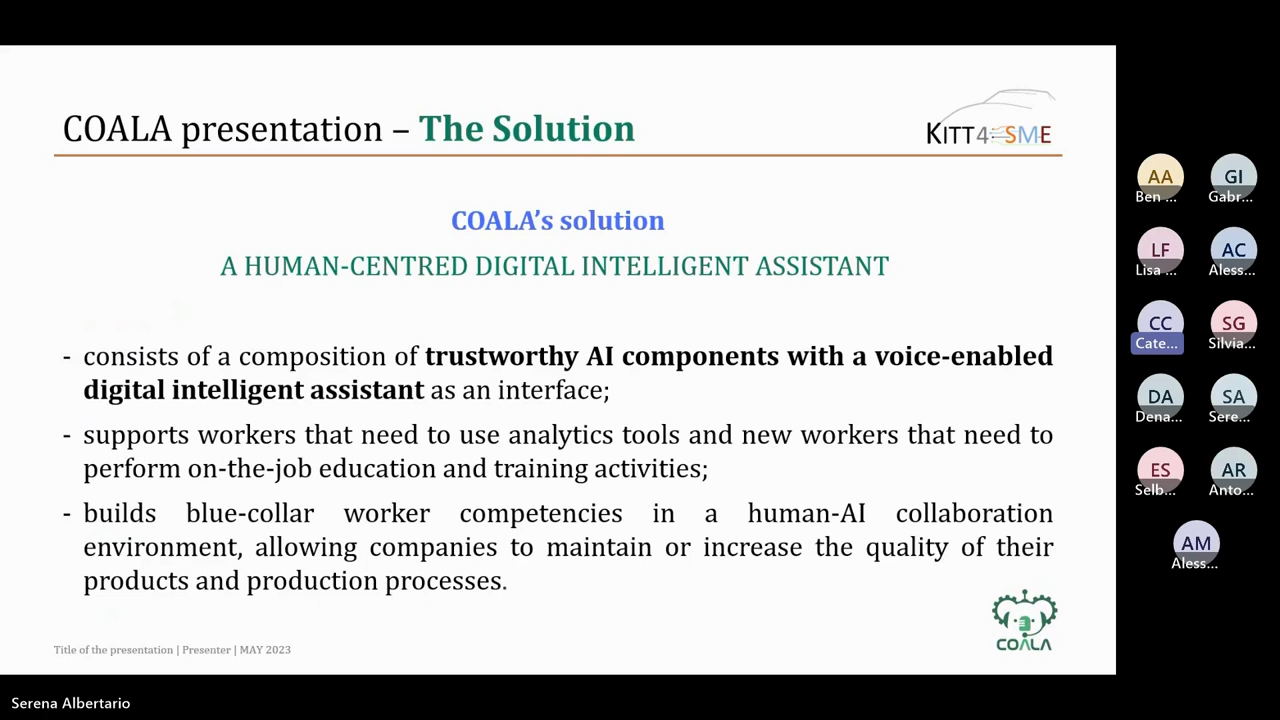 COALA presentation – The Solution
KITT4 SME
COALA's solution
A HUMAN-CENTRED DIGITAL INTELLIGENT ASSISTANT
- consists of a composition of trustworthy AI components with a voice-enabled
digital intelligent assistant as an interface;
- supports workers that need to use analytics tools and new workers that need to
perform on-the-job education and training activities;
- builds blue-collar worker competencies in a human-AI collaboration
environment, allowing companies to maintain or increase the quality of their
products and production processes.
COALA
Title of the presentation | Presenter | MAY 2023
Serena Albertario
AA
Ben ...
GI
Gabr...
LF
Lisa ...
AC
Aless...
CC
Cate...
SG
Silvia...
DA
Dena...
SA
Sere...
ES
Selb...
AR
Anto...
AM
Aless...